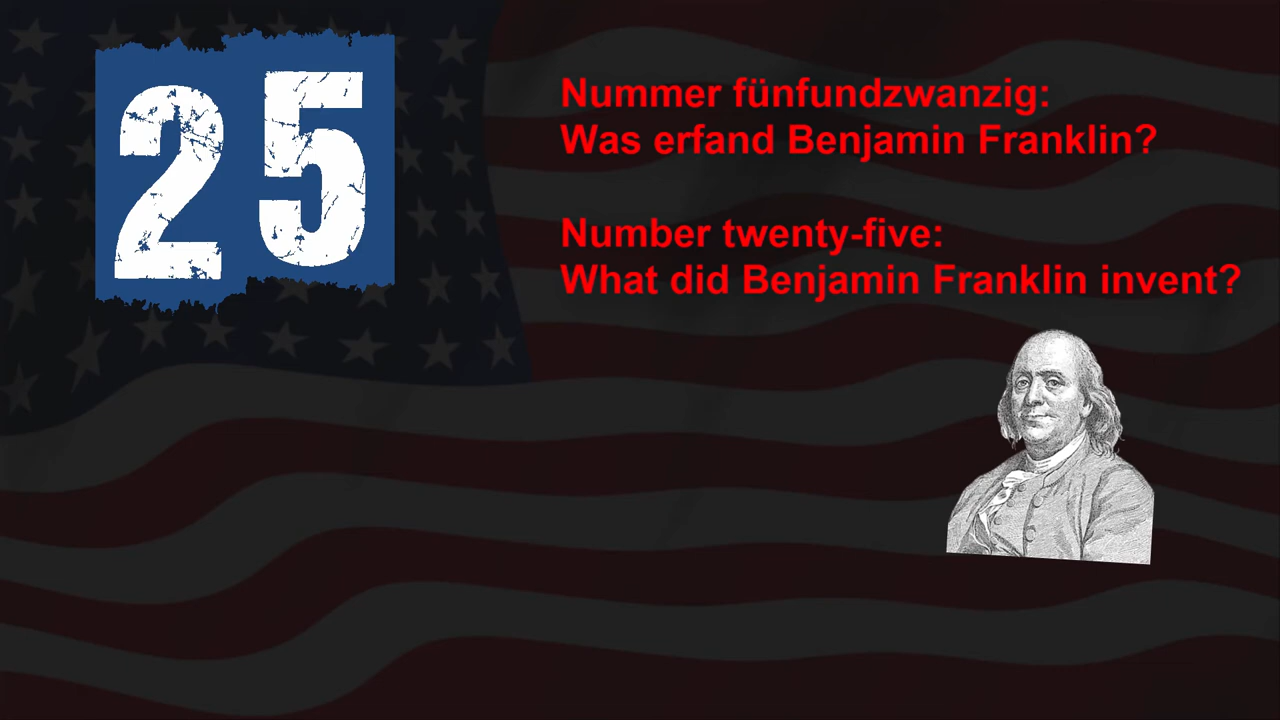 25
Nummer fünfundzwanzig:
Was erfand Benjamin Franklin?
Number twenty-five:
What did Benjamin Franklin invent?